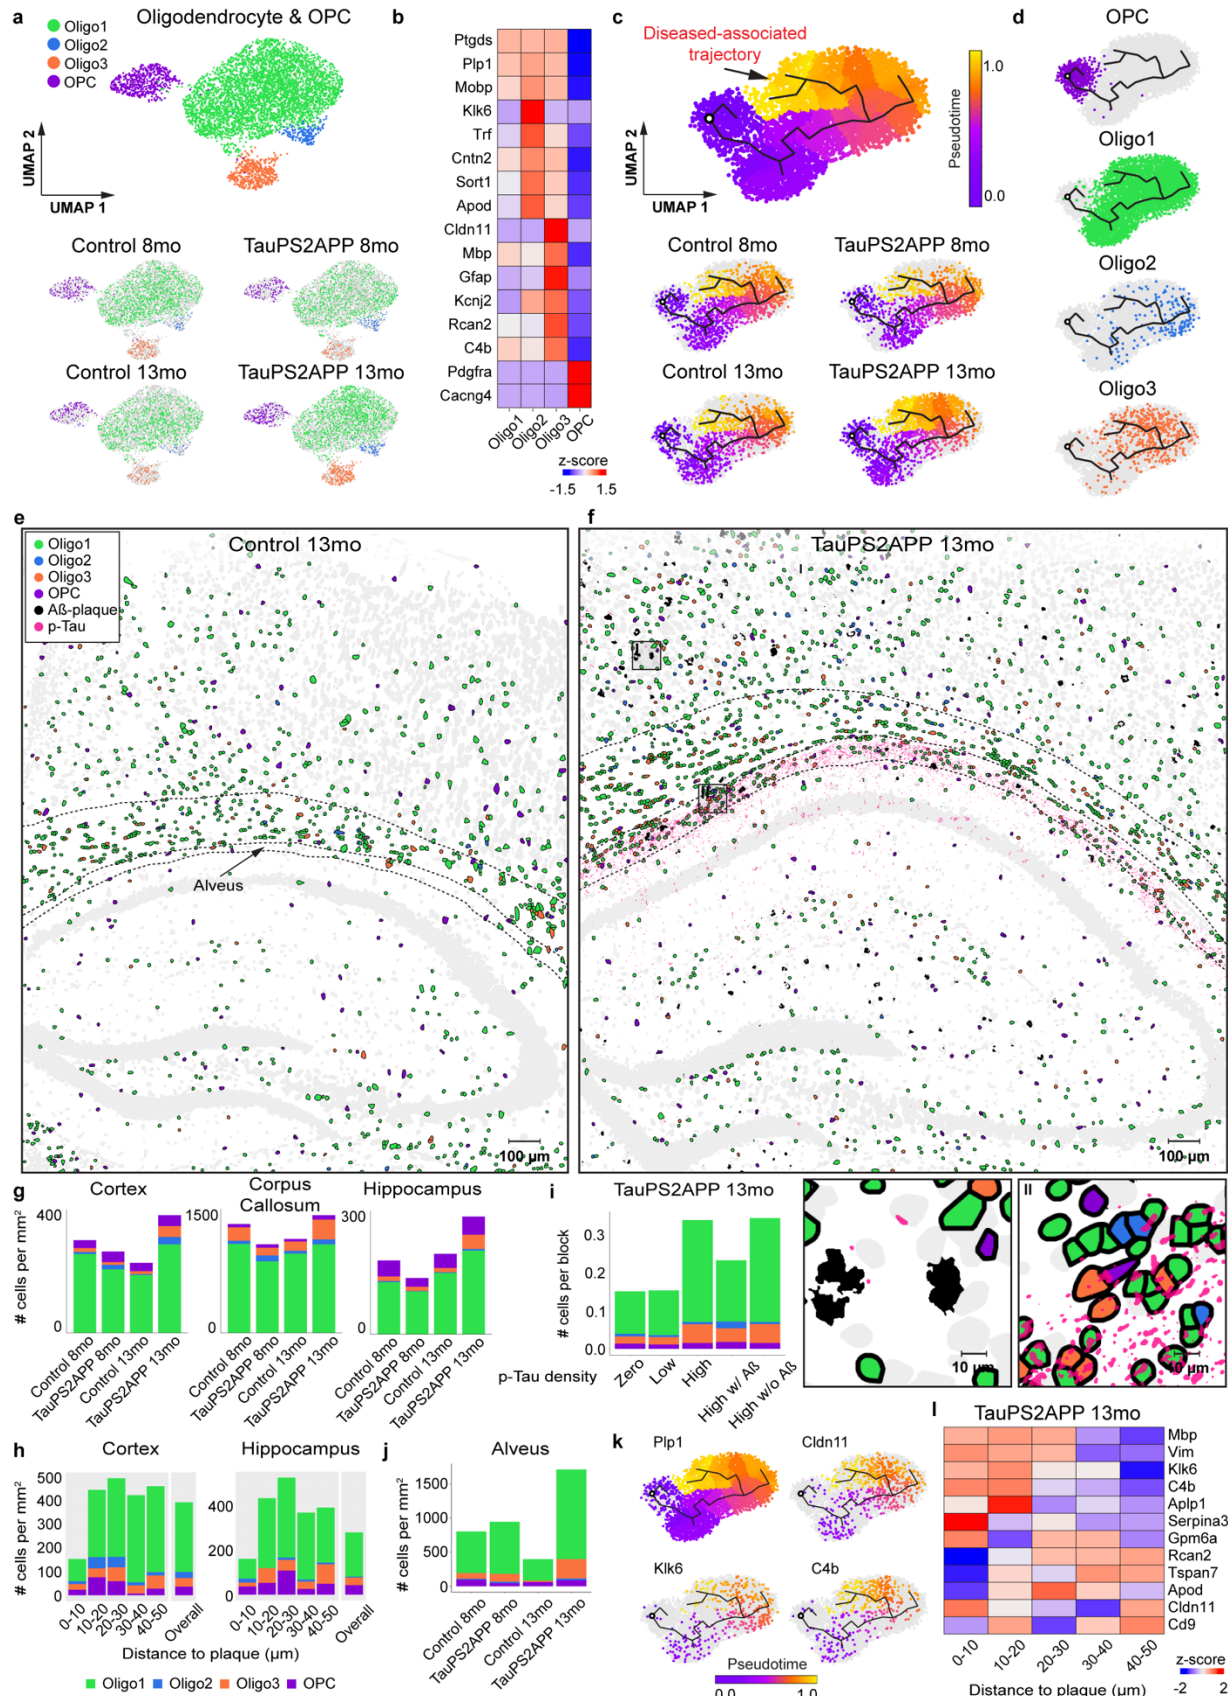 a
Oligodendrocyte & OPC
Oligo1
Oligo2
Oligo3
OPC
UMAP 2
UMAP 1
Control 8mo
TauPS2APP 8mo
Control 13mo
TauPS2APP 13mo
b
Ptgds
Plp1
Mobp
Klk6
Trf
Cntn2
Sort1
Apod
Cldn11
Mbp
Gfap
Kcnj2
Rcan2
C4b
Pdgfra
Cacng4
Oligo1
Oligo2
Oligo3
OPC
z-score
-1.5 1.5
c
Diseased-associated
trajectory
1.0
Pseudotime
0.0
UMAP 2
UMAP 1
Control 8mo
TauPS2APP 8mo
Control 13mo
TauPS2APP 13mo
d
OPC
Oligo1
Oligo2
Oligo3
e
Control 13mo
Oligo1
Oligo2
Oligo3
OPC
Aß-plaque
p-Tau
Alveus
100 µm
f
TauPS2APP 13mo
I
I
II
100 µm
g
Cortex
Corpus
Callosum
Hippocampus
# cells per mm²
400
0
1500
0
300
0
Control 8mo
TauPS2APP 8mo
Control 13mo
TauPS2APP 13mo
Control 8mo
TauPS2APP 8mo
Control 13mo
TauPS2APP 13mo
Control 8mo
TauPS2APP 8mo
Control 13mo
TauPS2APP 13mo
i
TauPS2APP 13mo
# cells per block
0.3
0.2
0.1
0.0
p-Tau density
Zero
Low
High
High w/ Aß
High w/o Aß
10 µm
II
10 µm
h
Cortex
Hippocampus
# cells per mm²
500
400
300
200
100
0
400
200
0
0-10
10-20
20-30
30-40
40-50
Overall
0-10
10-20
20-30
30-40
40-50
Overall
Distance to plaque (µm)
Oligo1 Oligo2 Oligo3 OPC
j
Alveus
# cells per mm²
1500
1000
500
0
Control 8mo
TauPS2APP 8mo
Control 13mo
TauPS2APP 13mo
k
Plp1
Cldn11
Klk6
C4b
Pseudotime
0.0 1.0
l
TauPS2APP 13mo
Mbp
Vim
Klk6
C4b
Aplp1
Serpina3
Gpm6a
Rcan2
Tspan7
Apod
Cldn11
Cd9
0-10
10-20
20-30
30-40
40-50
Distance to plaque (µm)
z-score
-2 2